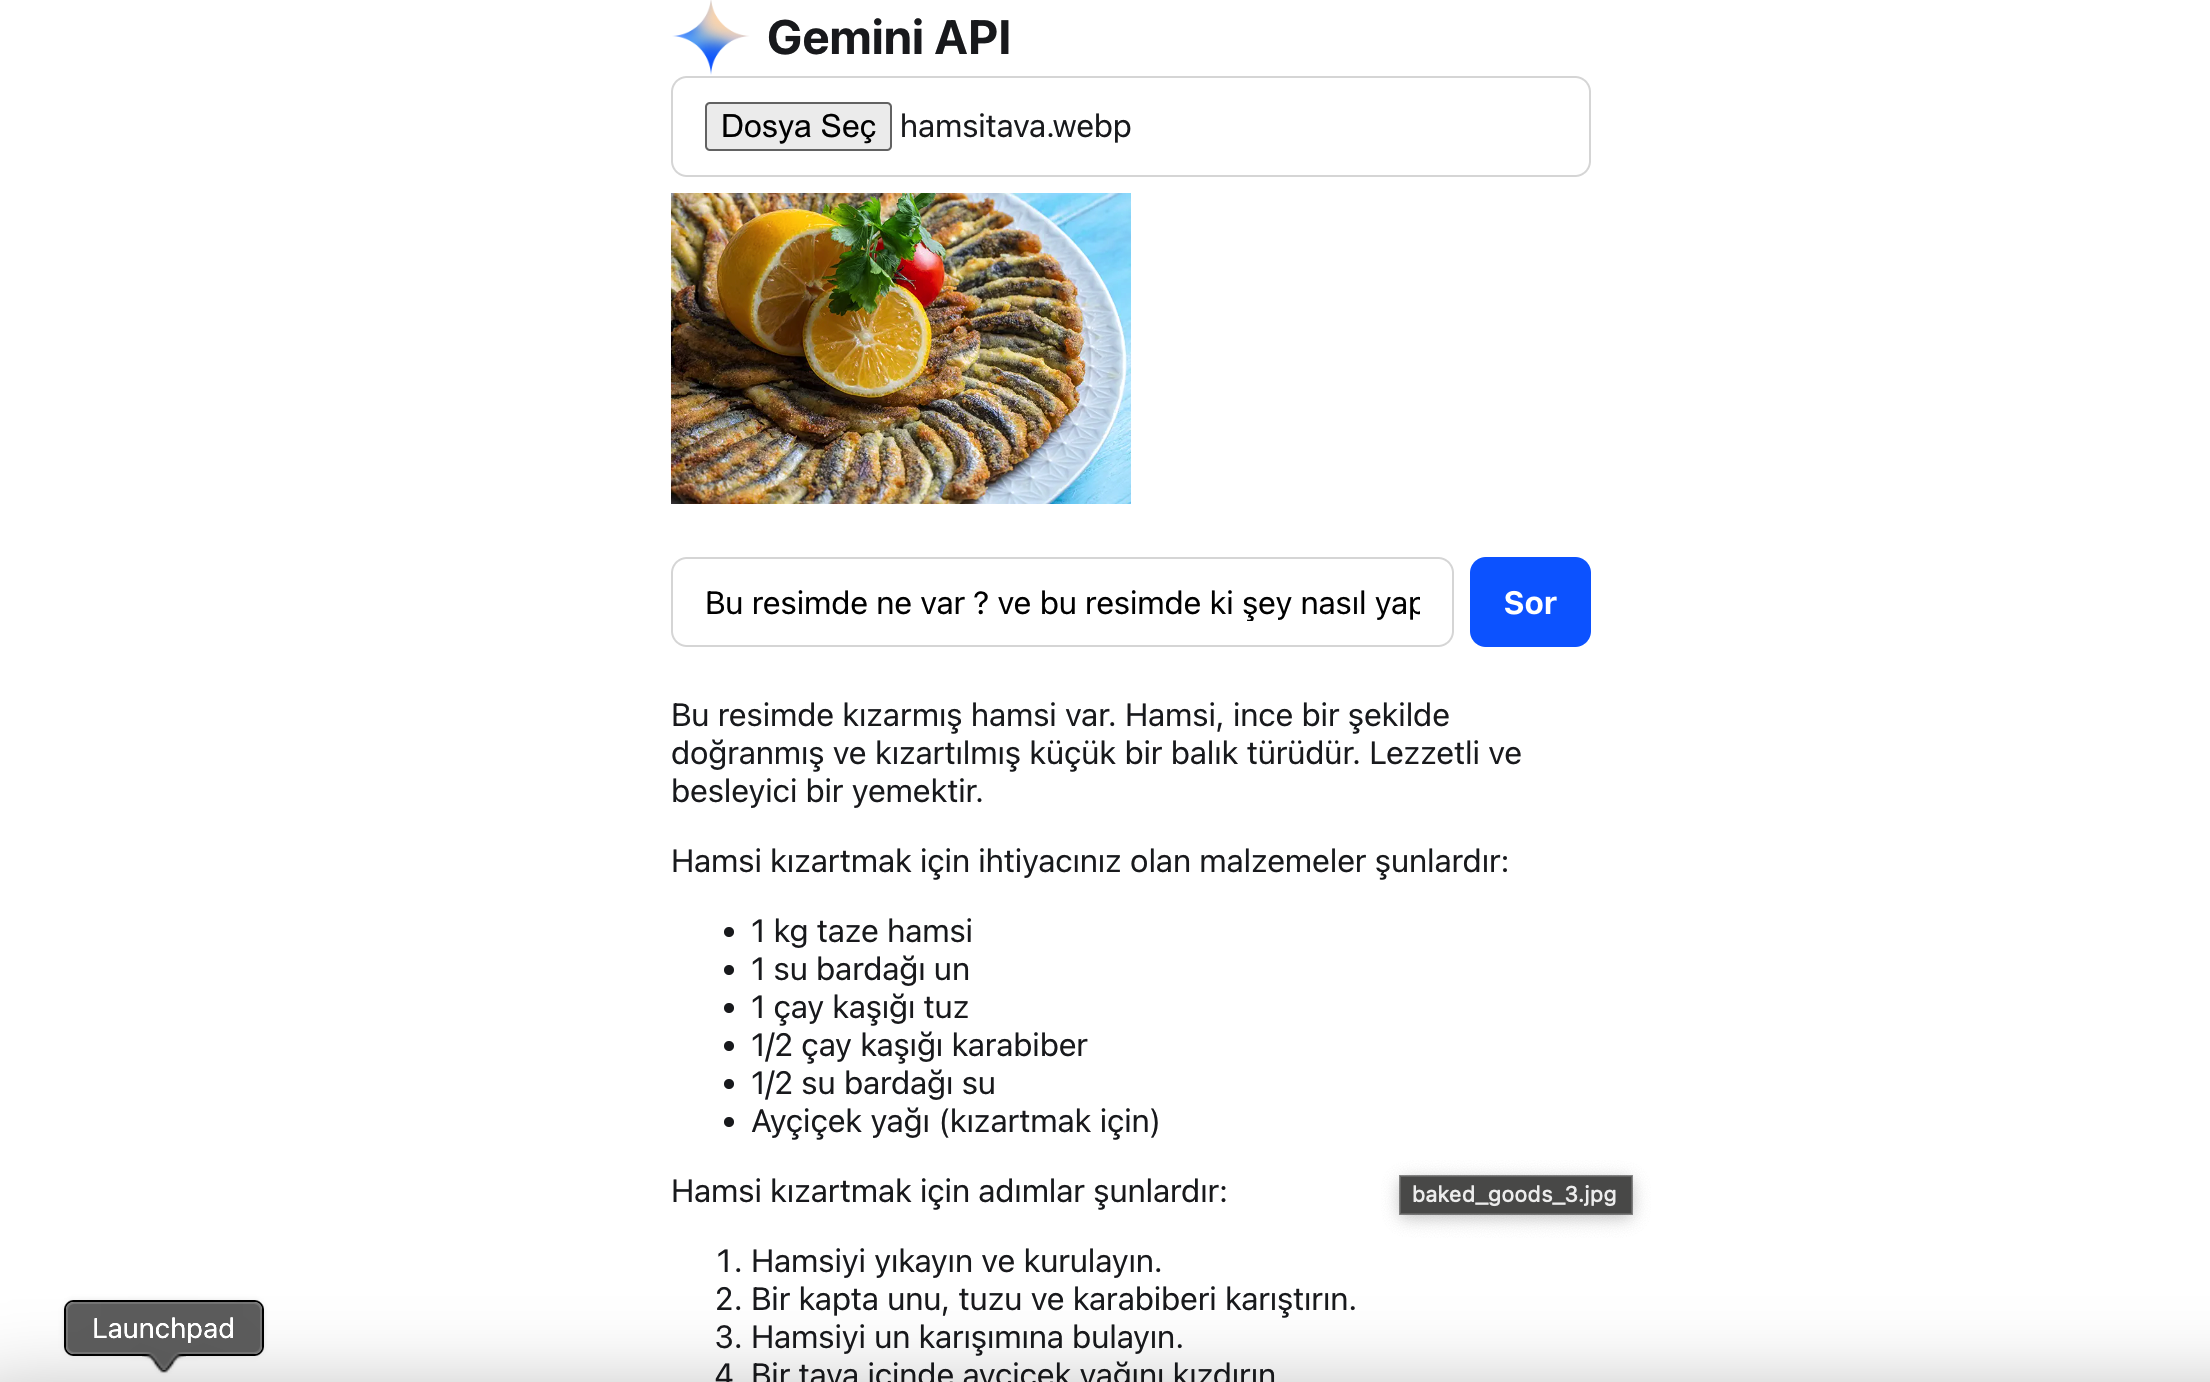 Gemini API
Dosya Seç hamsitava.webp
Bu resimde ne var ? ve bu resimde ki şey nasıl yap
Sor
Bu resimde kızarmış hamsi var. Hamsi, ince bir şekilde
doğranmış ve kızartılmış küçük bir balık türüdür. Lezzetli ve
besleyici bir yemektir.
Hamsi kızartmak için ihtiyacınız olan malzemeler şunlardır:
• 1 kg taze hamsi
• 1 su bardağı un
• 1 çay kaşığı tuz
• 1/2 çay kaşığı karabiber
• 1/2 su bardağı su
• Ayçiçek yağı (kızartmak için)
Hamsi kızartmak için adımlar şunlardır:
baked_goods_3.jpg
1. Hamsiyi yıkayın ve kurulayın.
2. Bir kapta unu, tuzu ve karabiberi karıştırın.
3. Hamsiyi un karışımına bulayın.
4. Bir tava içinde ayçiçek yağını kızdırın
Launchpad